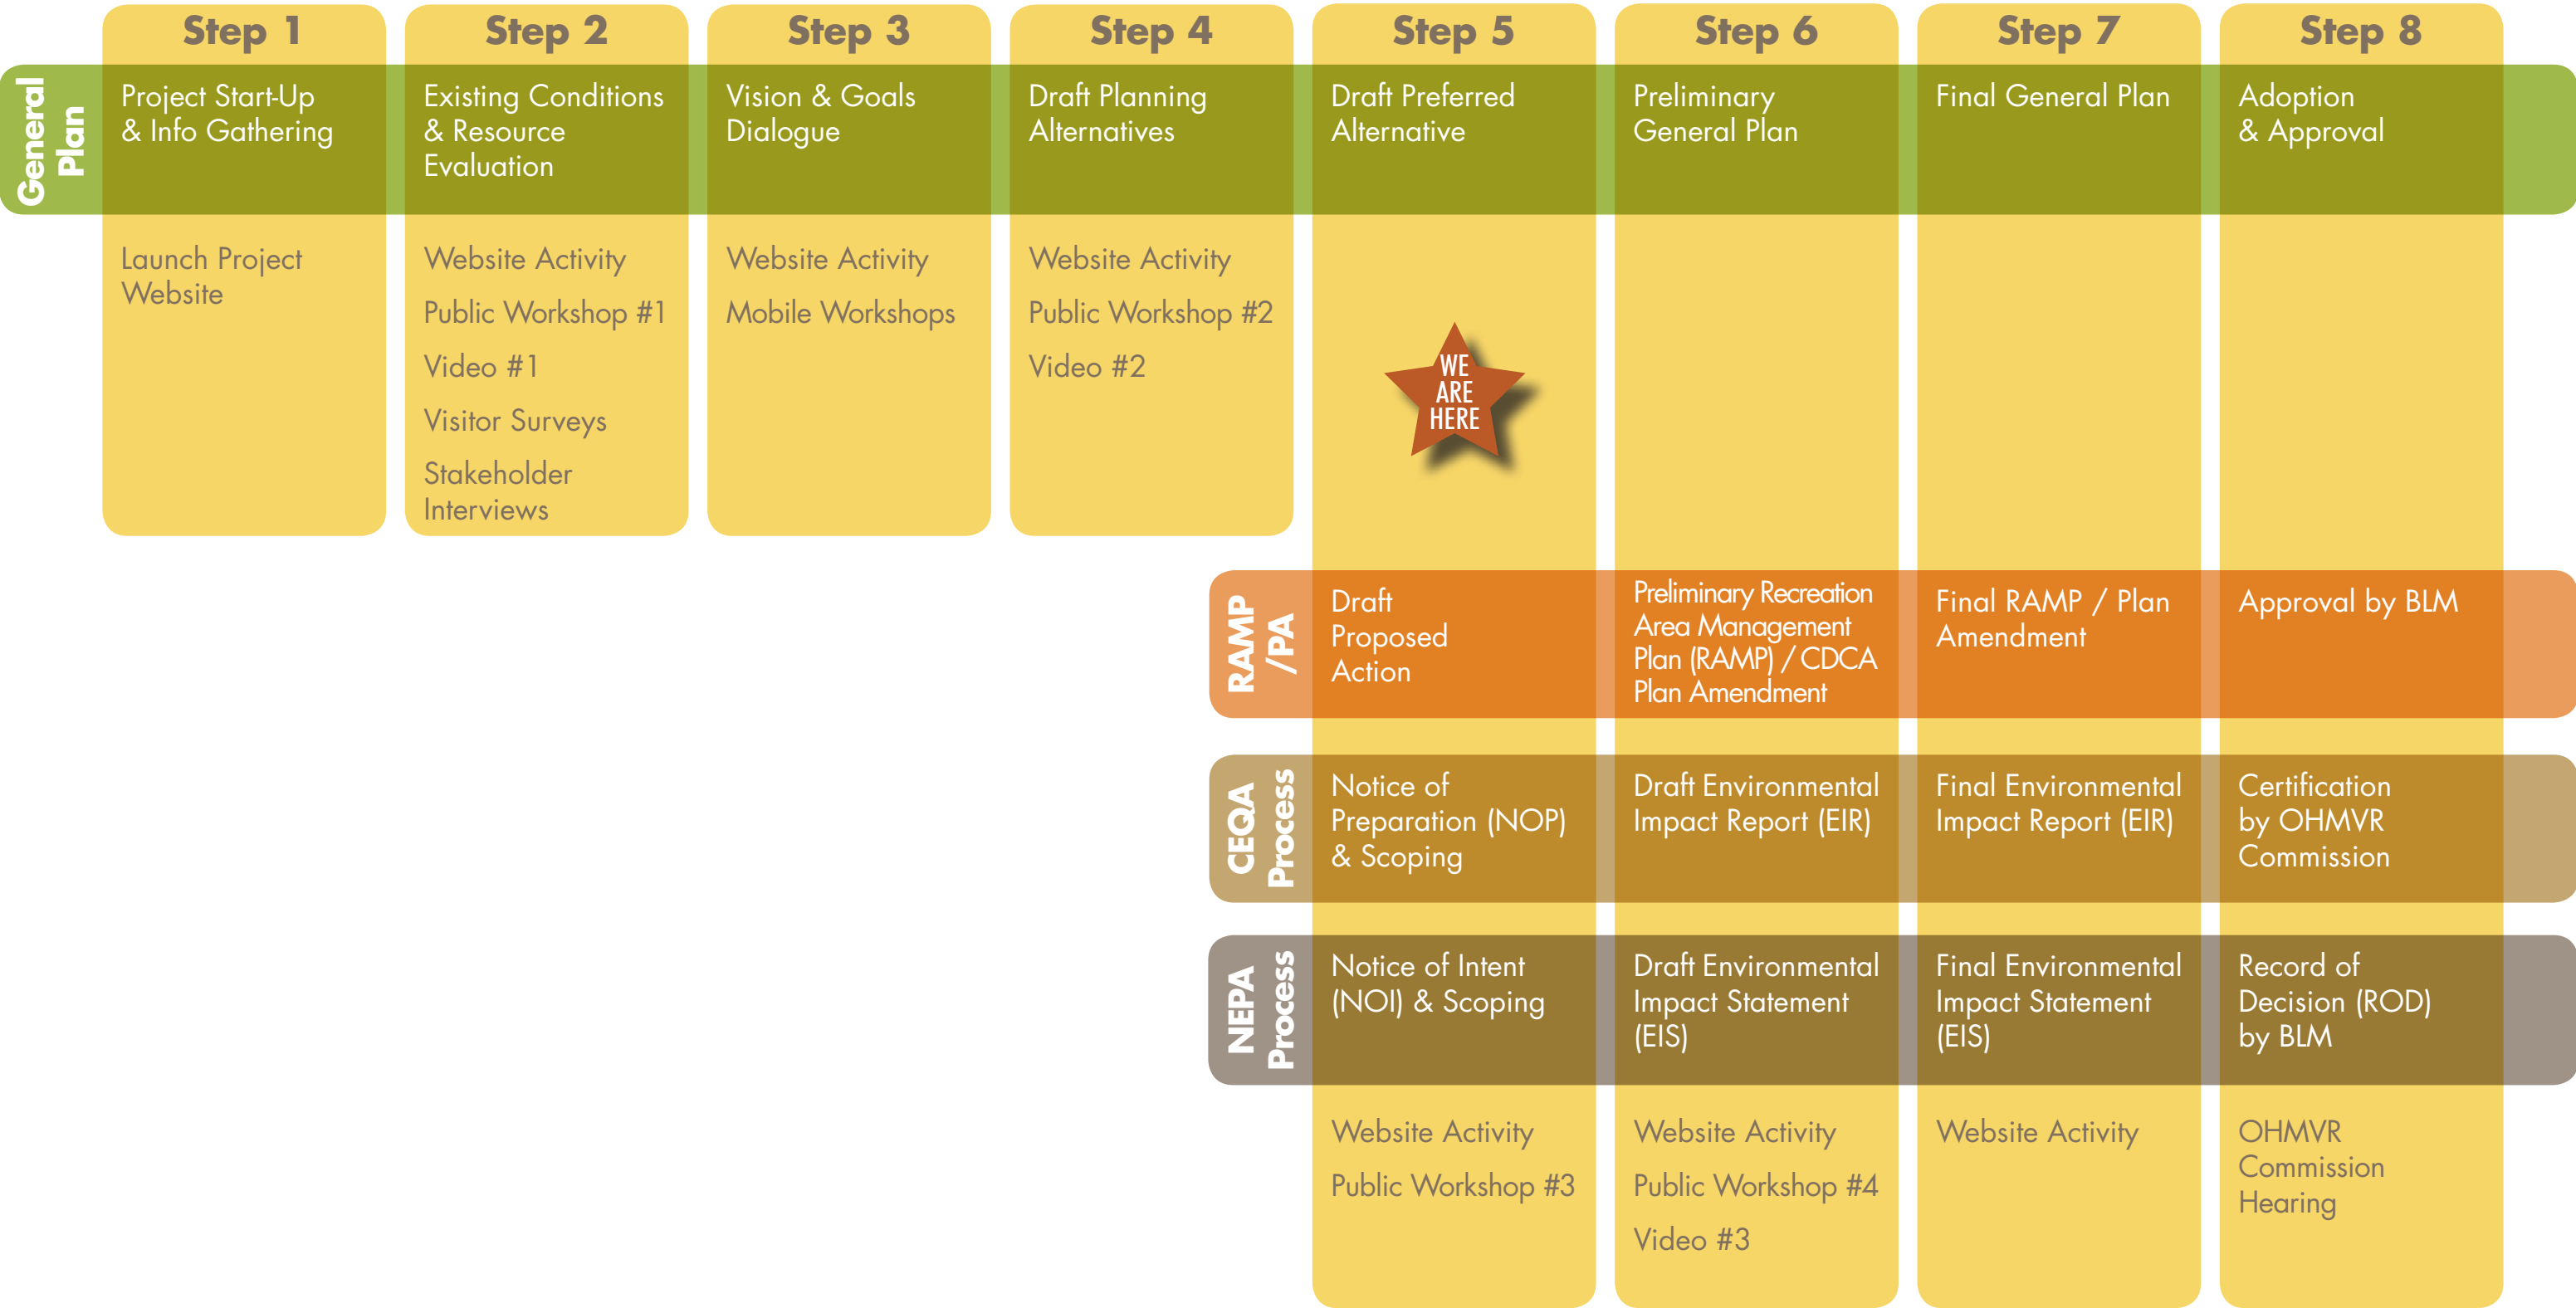 Step 1
Step 2
Step 3
Step 4
Step 5
Step 6
Step 7
Step 8
General
Plan
Project Start-Up
& Info Gathering
Existing Conditions
& Resource
Evaluation
Vision & Goals
Dialogue
Draft Planning
Alternatives
Draft Preferred
Alternative
Preliminary
General Plan
Final General Plan
Adoption
& Approval
Launch Project
Website
Website Activity
Public Workshop #1
Video #1
Visitor Surveys
Stakeholder
Interviews
Website Activity
Mobile Workshops
Website Activity
Public Workshop #2
Video #2
WE
ARE
HERE
RAMP
/PA
Draft
Proposed
Action
Preliminary Recreation
Area Management
Plan (RAMP) / CDCA
Plan Amendment
Final RAMP / Plan
Amendment
Approval by BLM
CEQA
Process
Notice of
Preparation (NOP)
& Scoping
Draft Environmental
Impact Report (EIR)
Final Environmental
Impact Report (EIR)
Certification
by OHMVR
Commission
NEPA
Process
Notice of Intent
(NOI) & Scoping
Draft Environmental
Impact Statement
(EIS)
Final Environmental
Impact Statement
(EIS)
Record of
Decision (ROD)
by BLM
Website Activity
Public Workshop #3
Website Activity
Public Workshop #4
Video #3
Website Activity
OHMVR
Commission
Hearing